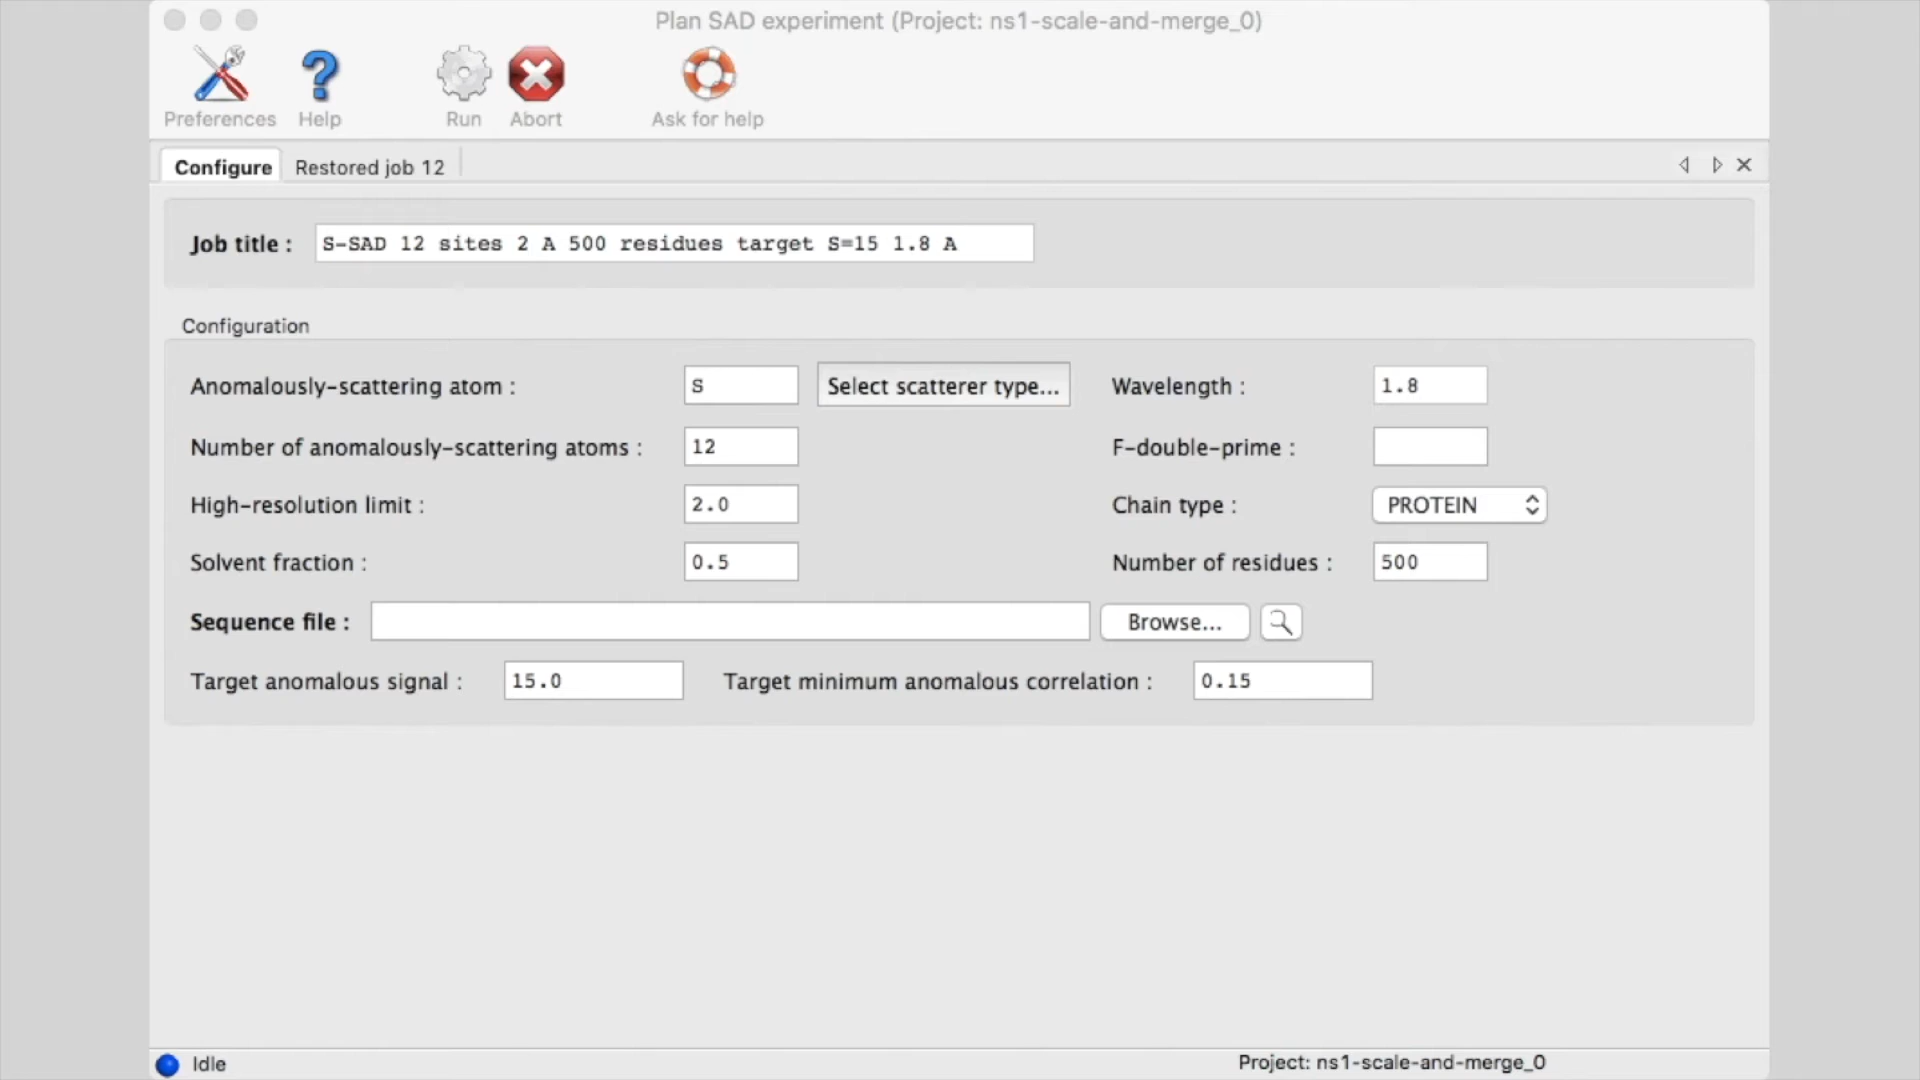 Plan SAD experiment (Project: ns1-scale-and-merge_0)
Preferences Help Run Abort Ask for help
Configure Restored job 12
Job title : S-SAD 12 sites 2 A 500 residues target S=15 1.8 A
Configuration
Anomalously-scattering atom : S Select scatterer type... Wavelength : 1.8
Number of anomalously-scattering atoms : 12 F-double-prime :
High-resolution limit : 2.0 Chain type : PROTEIN
Solvent fraction : 0.5 Number of residues : 500
Sequence file : Browse...
Target anomalous signal : 15.0 Target minimum anomalous correlation : 0.15
Idle Project: ns1-scale-and-merge_0